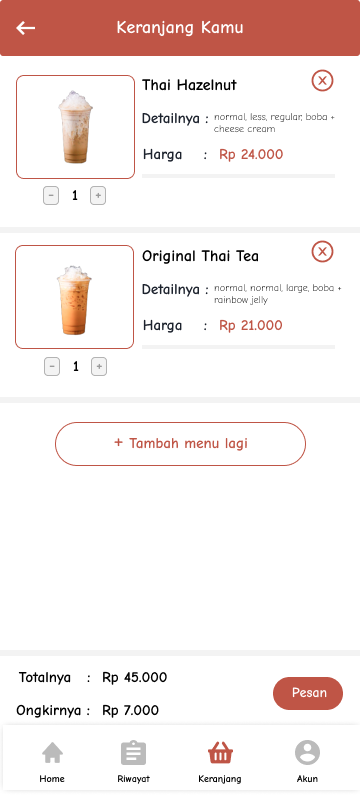 Keranjang Kamu
Thai Hazelnut
Detailnya : normal, less, regular, boba +
cheese cream
Harga : Rp 24.000
- 1 +
Original Thai Tea
Detailnya : normal, normal, large, boba +
rainbow jelly
Harga : Rp 21.000
- 1 +
+ Tambah menu lagi
Totalnya : Rp 45.000
Pesan
Ongkirnya : Rp 7.000
Home Riwayat Keranjang Akun